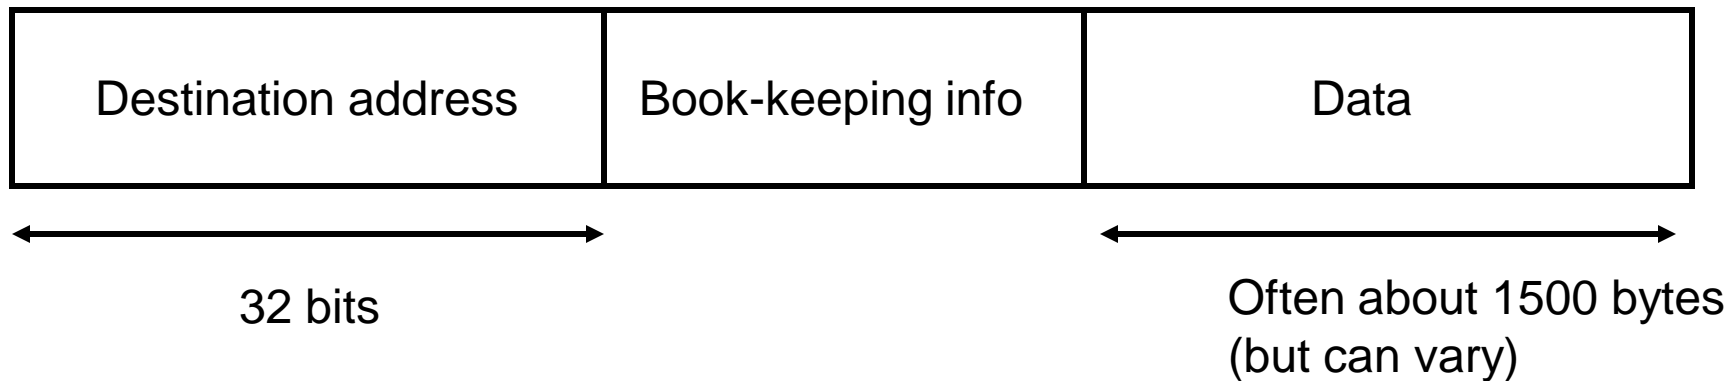 Destination address
Book-keeping info
Data
32 bits
Often about 1500 bytes
(but can vary)